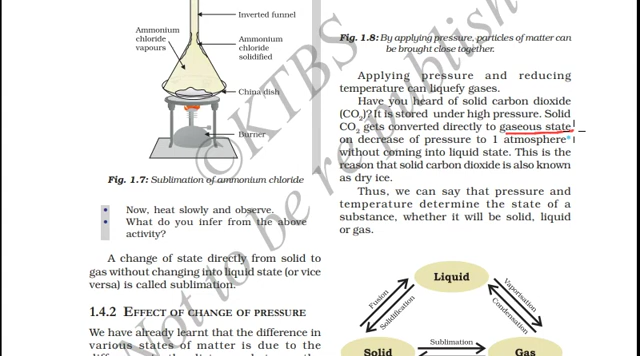 Inverted funnel
Ammonium
chloride
vapours
Ammonium
chloride
solidified
China dish
Burner
Fig. 1.7: Sublimation of ammonium chloride
• Now, heat slowly and observe.
• What do you infer from the above
activity?
A change of state directly from solid to
gas without changing into liquid state (or vice
versa) is called sublimation.
1.4.2 EFFECT OF CHANGE OF PRESSURE
We have already learnt that the difference in
various states of matter is due to the
Fig. 1.8: By applying pressure, particles of matter can
be brought close together.
Applying pressure and reducing
temperature can liquefy gases.
Have you heard of solid carbon dioxide
(CO2)? It is stored under high pressure. Solid
CO2 gets converted directly to gaseous state
on decrease of pressure to 1 atmosphere*
without coming into liquid state. This is the
reason that solid carbon dioxide is also known
as dry ice.
Thus, we can say that pressure and
temperature determine the state of a
substance, whether it will be solid, liquid
or gas.
Liquid
Fusion
Solidification
Vaporisation
Condensation
Solid
Sublimation
Gas
©KTBS
Not to be republish